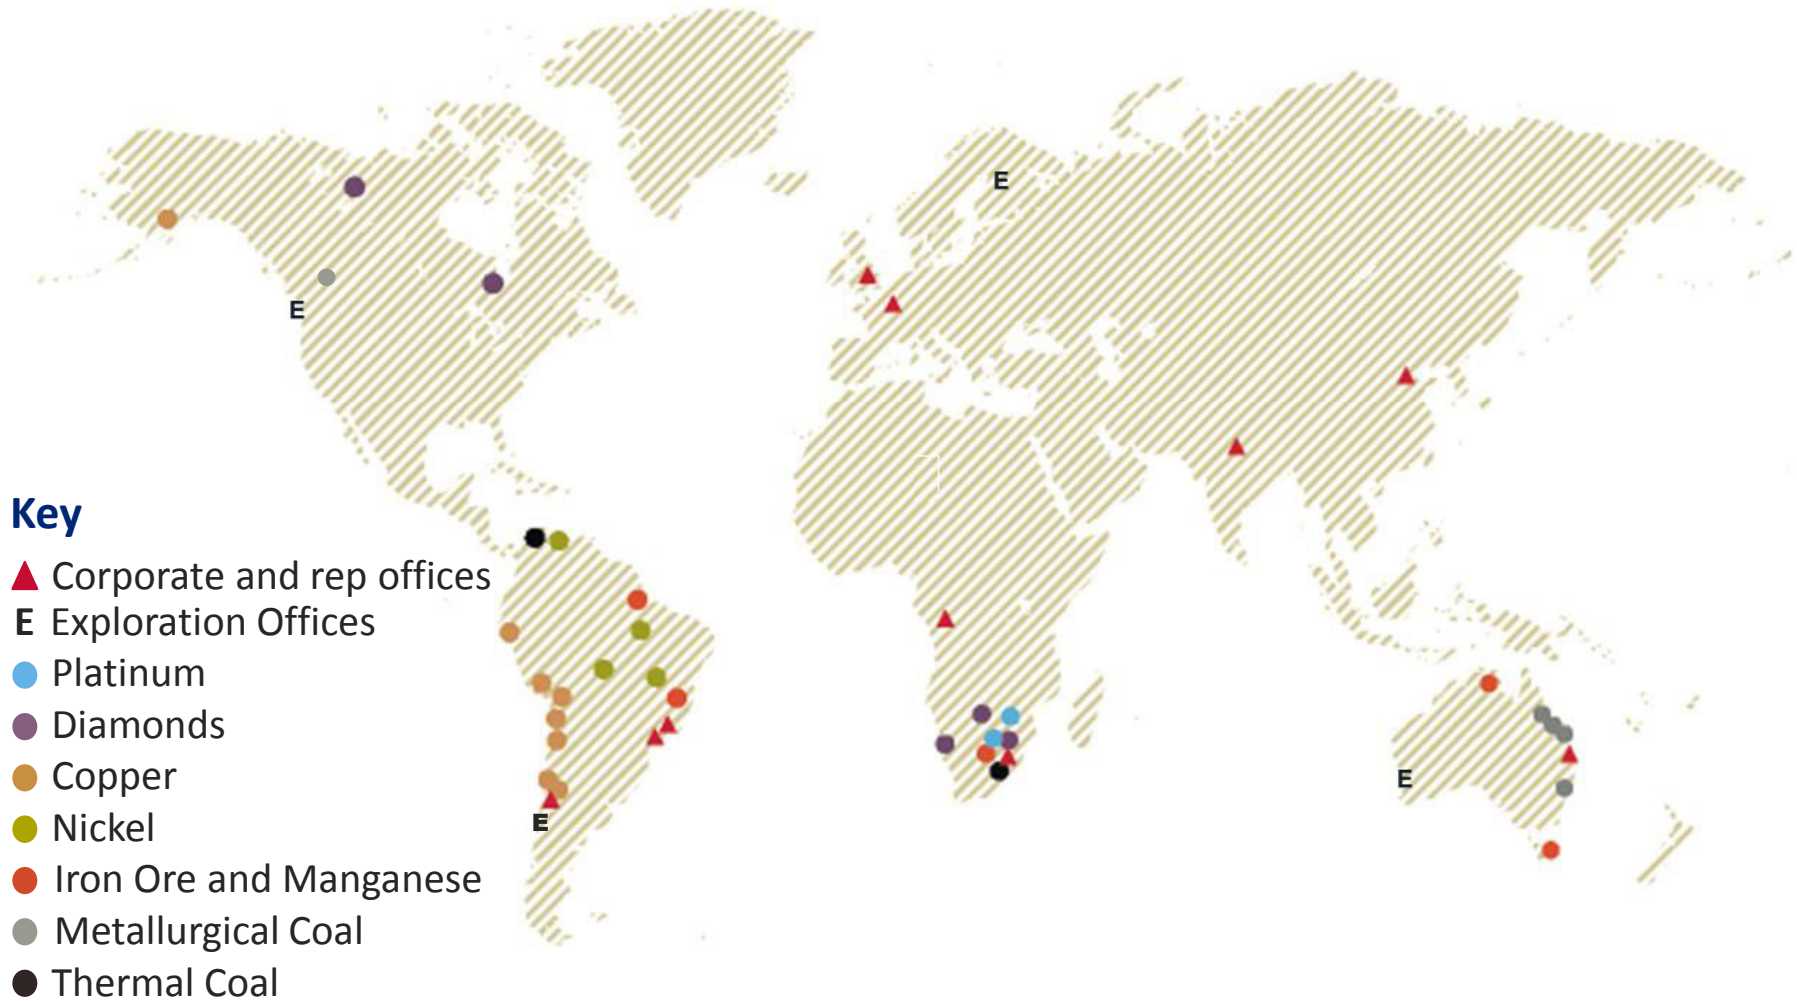 E
E
Key
Corporate and rep offices
E Exploration Offices
Platinum
Diamonds
Copper
E
Nickel
E
Iron Ore and Manganese
Metallurgical Coal
Thermal Coal